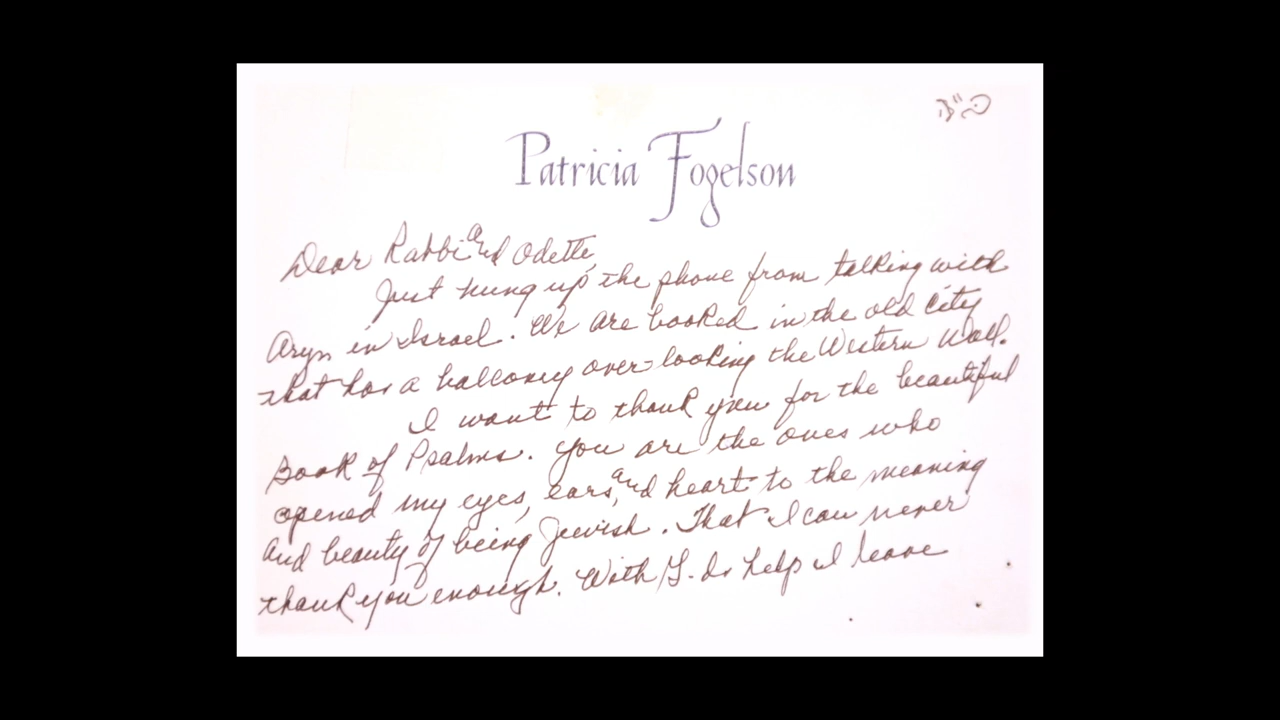 ב"ה
Patricia Fogelson
Dear Rabbi and Odette,
Just hung up the phone from talking with
Aryn in Israel. We are booked in the old city
that has a balloney over-looking the Western Wall.
I want to thank you for the beautiful
Book of Psalms. You are the ones who
opened my eyes, ears, and heart to the meaning
and beauty of being Jewish. That I can never
thank you enough. With G-ds help I leave